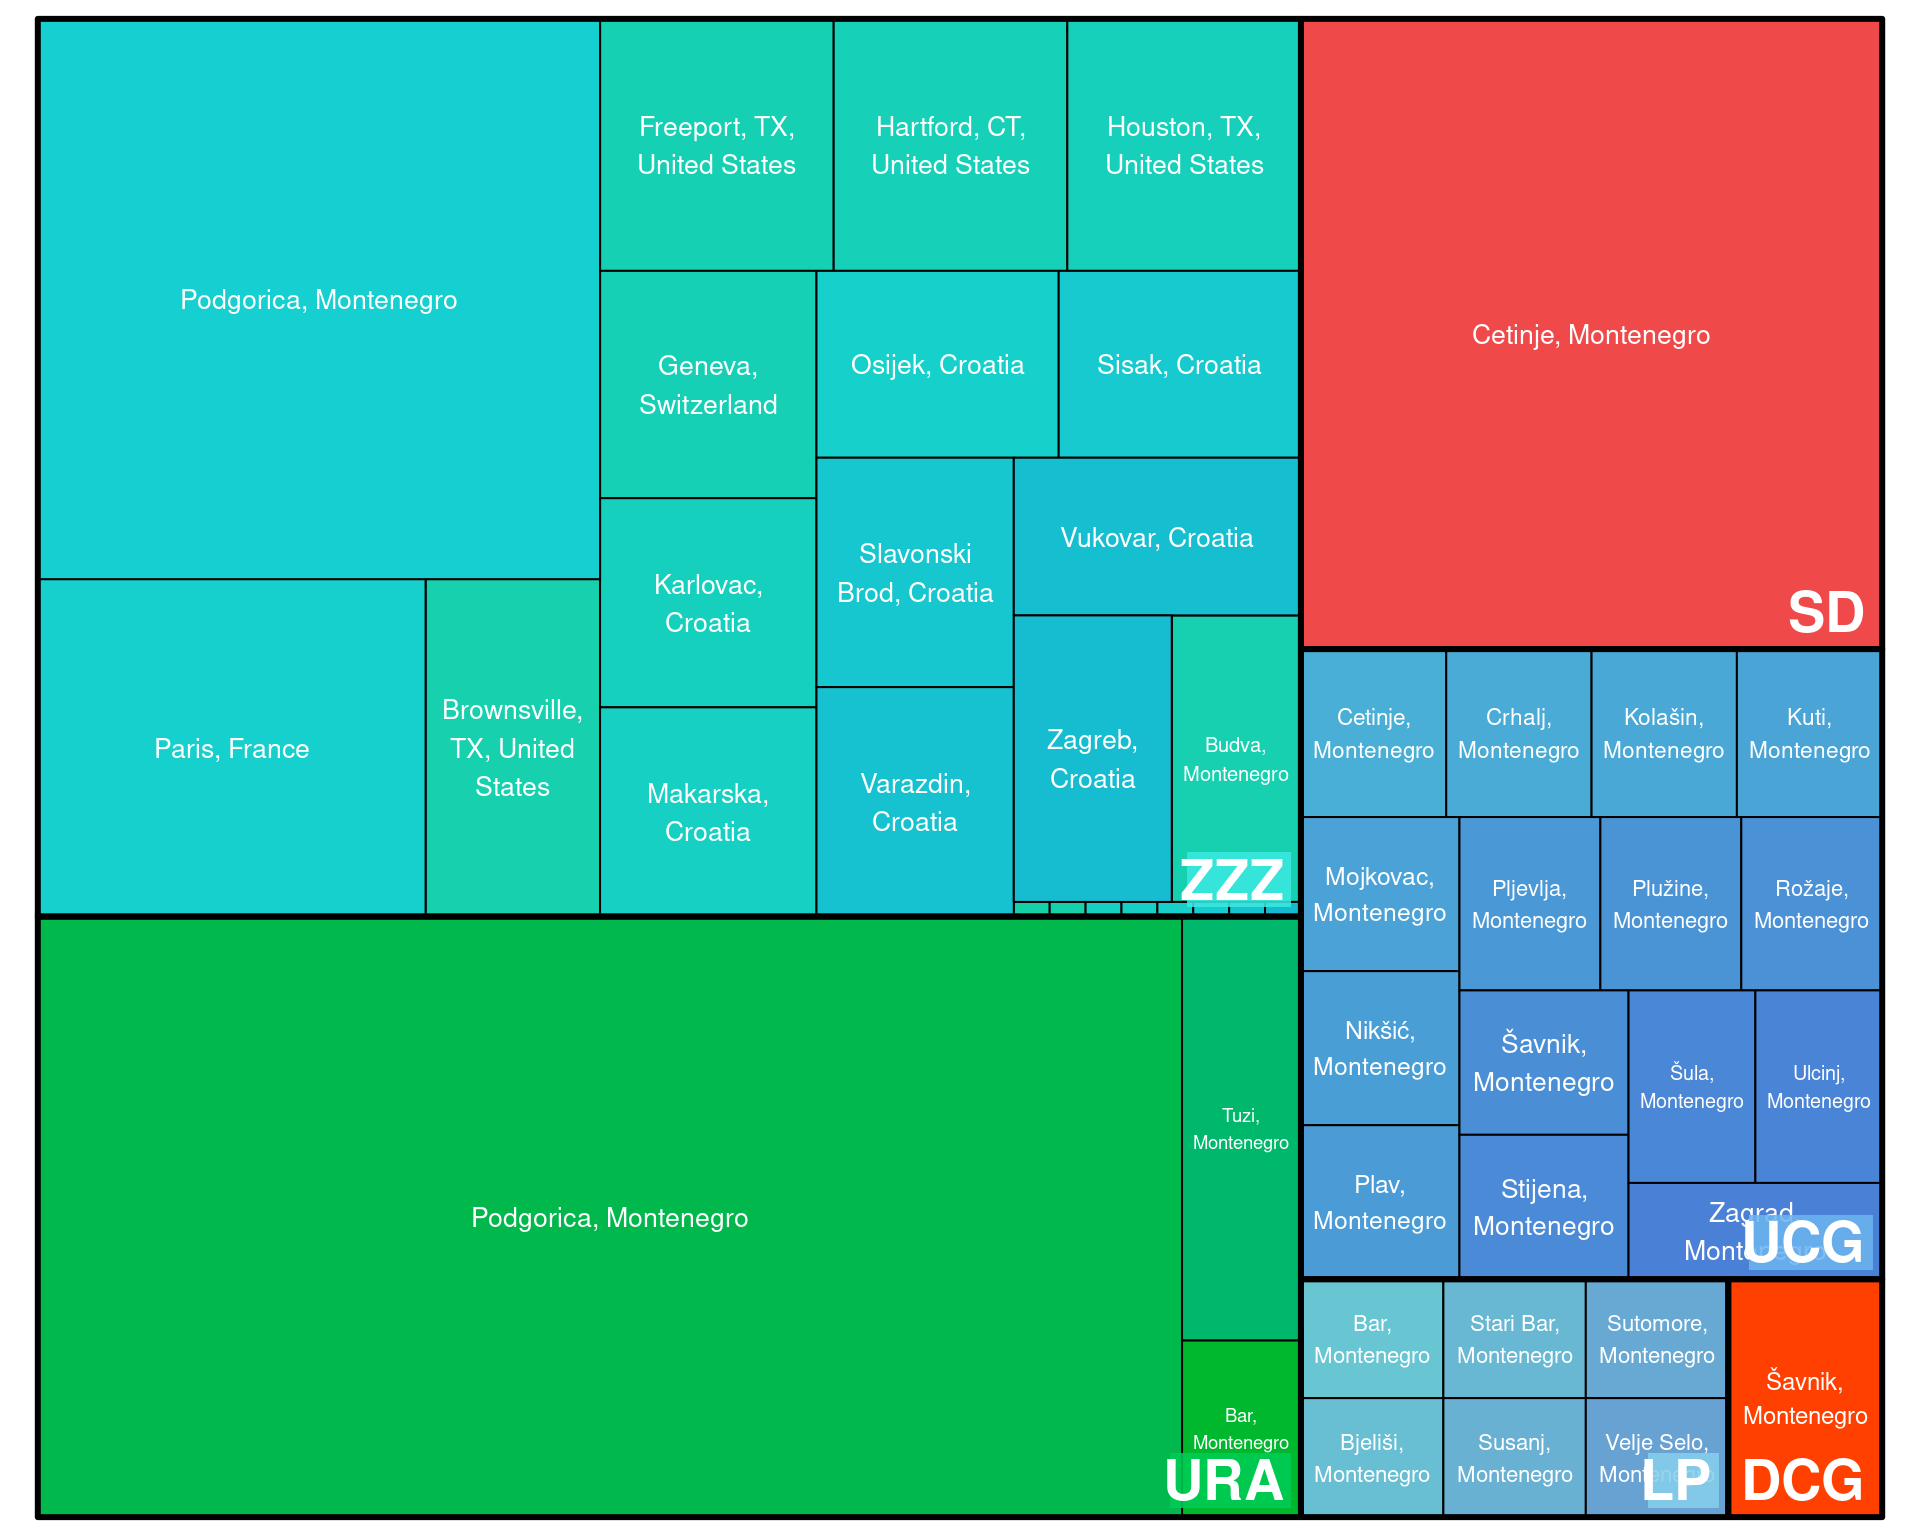 Podgorica, Montenegro
Paris, France
Brownsville,
TX, United
States
Freeport, TX,
United States
Hartford, CT,
United States
Houston, TX,
United States
Geneva,
Switzerland
Osijek, Croatia
Sisak, Croatia
Karlovac,
Croatia
Slavonski
Brod, Croatia
Vukovar, Croatia
Makarska,
Croatia
Varazdin,
Croatia
Zagreb,
Croatia
Budva,
Montenegro
ZZZ
Podgorica, Montenegro
Tuzi,
Montenegro
Bar,
Montenegro
URA
Cetinje, Montenegro
SD
Cetinje,
Montenegro
Crhalj,
Montenegro
Kolašin,
Montenegro
Kuti,
Montenegro
Mojkovac,
Montenegro
Pljevlja,
Montenegro
Plužine,
Montenegro
Rožaje,
Montenegro
Nikšić,
Montenegro
Šavnik,
Montenegro
Šula,
Montenegro
Ulcinj,
Montenegro
Plav,
Montenegro
Stijena,
Montenegro
Zagrad,
Montenegro
UCG
Bar,
Montenegro
Stari Bar,
Montenegro
Sutomore,
Montenegro
Bjeliši,
Montenegro
Susanj,
Montenegro
Velje Selo,
Montenegro
LP
Šavnik,
Montenegro
DCG